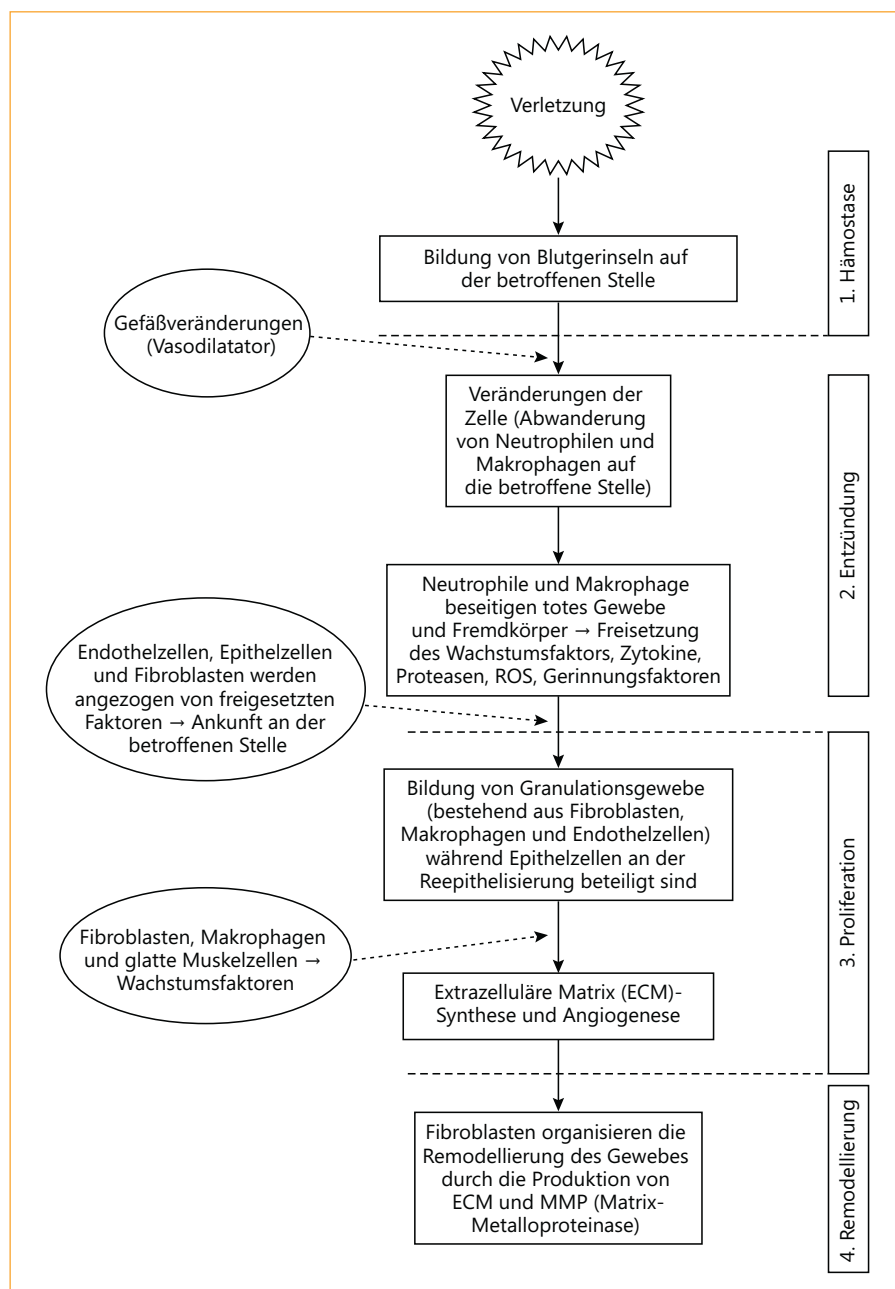 Verletzung
Bildung von Blutgerinseln auf
der betroffenen Stelle
1. Hämostase
Gefäßveränderungen
(Vasodilatator)
Veränderungen der
Zelle (Abwanderung
von Neutrophilen und
Makrophagen auf
die betroffene Stelle)
2. Entzündung
Neutrophile und Makrophage
beseitigen totes Gewebe
und Fremdkörper → Freisetzung
des Wachstumsfaktors, Zytokine,
Proteasen, ROS, Gerinnungsfaktoren
Endothelzellen, Epithelzellen
und Fibroblasten werden
angezogen von freigesetzten
Faktoren → Ankunft an der
betroffenen Stelle
Bildung von Granulationsgewebe
(bestehend aus Fibroblasten,
Makrophagen und Endothelzellen)
während Epithelzellen an der
Reepithelisierung beteiligt sind
3. Proliferation
Fibroblasten, Makrophagen
und glatte Muskelzellen →
Wachstumsfaktoren
Extrazelluläre Matrix (ECM)-
Synthese und Angiogenese
Fibroblasten organisieren die
Remodellierung des Gewebes
durch die Produktion von
ECM und MMP (Matrix-
Metalloproteinase)
4. Remodellierung